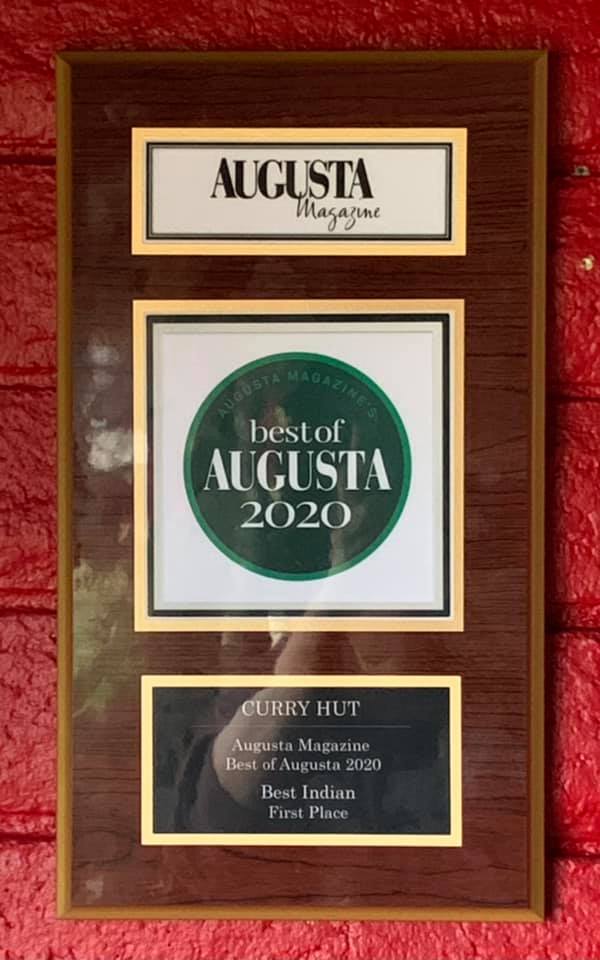 AUGUSTA
Magazine
AUGUSTA MAGAZINE'S
best of
AUGUSTA
2020
CURRY HUT
Augusta Magazine
Best of Augusta 2020
Best Indian
First Place